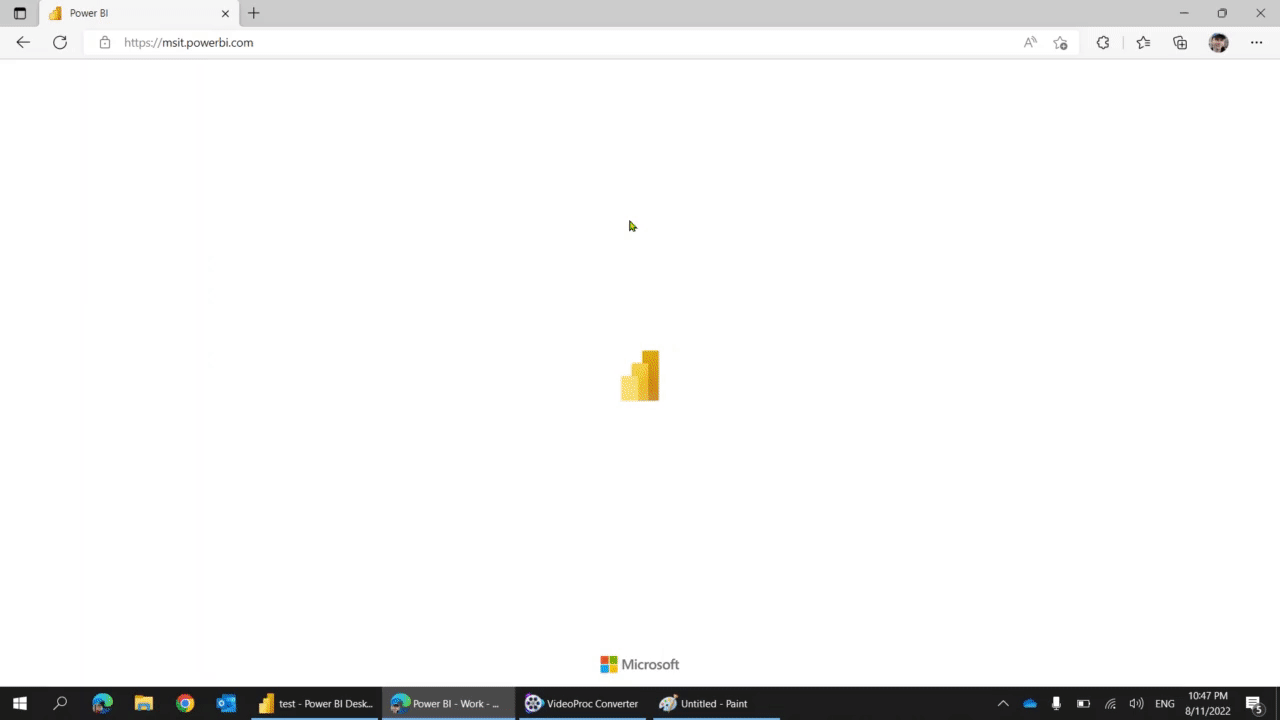 Power BI
https://msit.powerbi.com
Microsoft
test - Power BI Desk...
Power BI - Work - ...
VideoProc Converter
Untitled - Paint
ENG
10:47 PM
8/11/2022
5